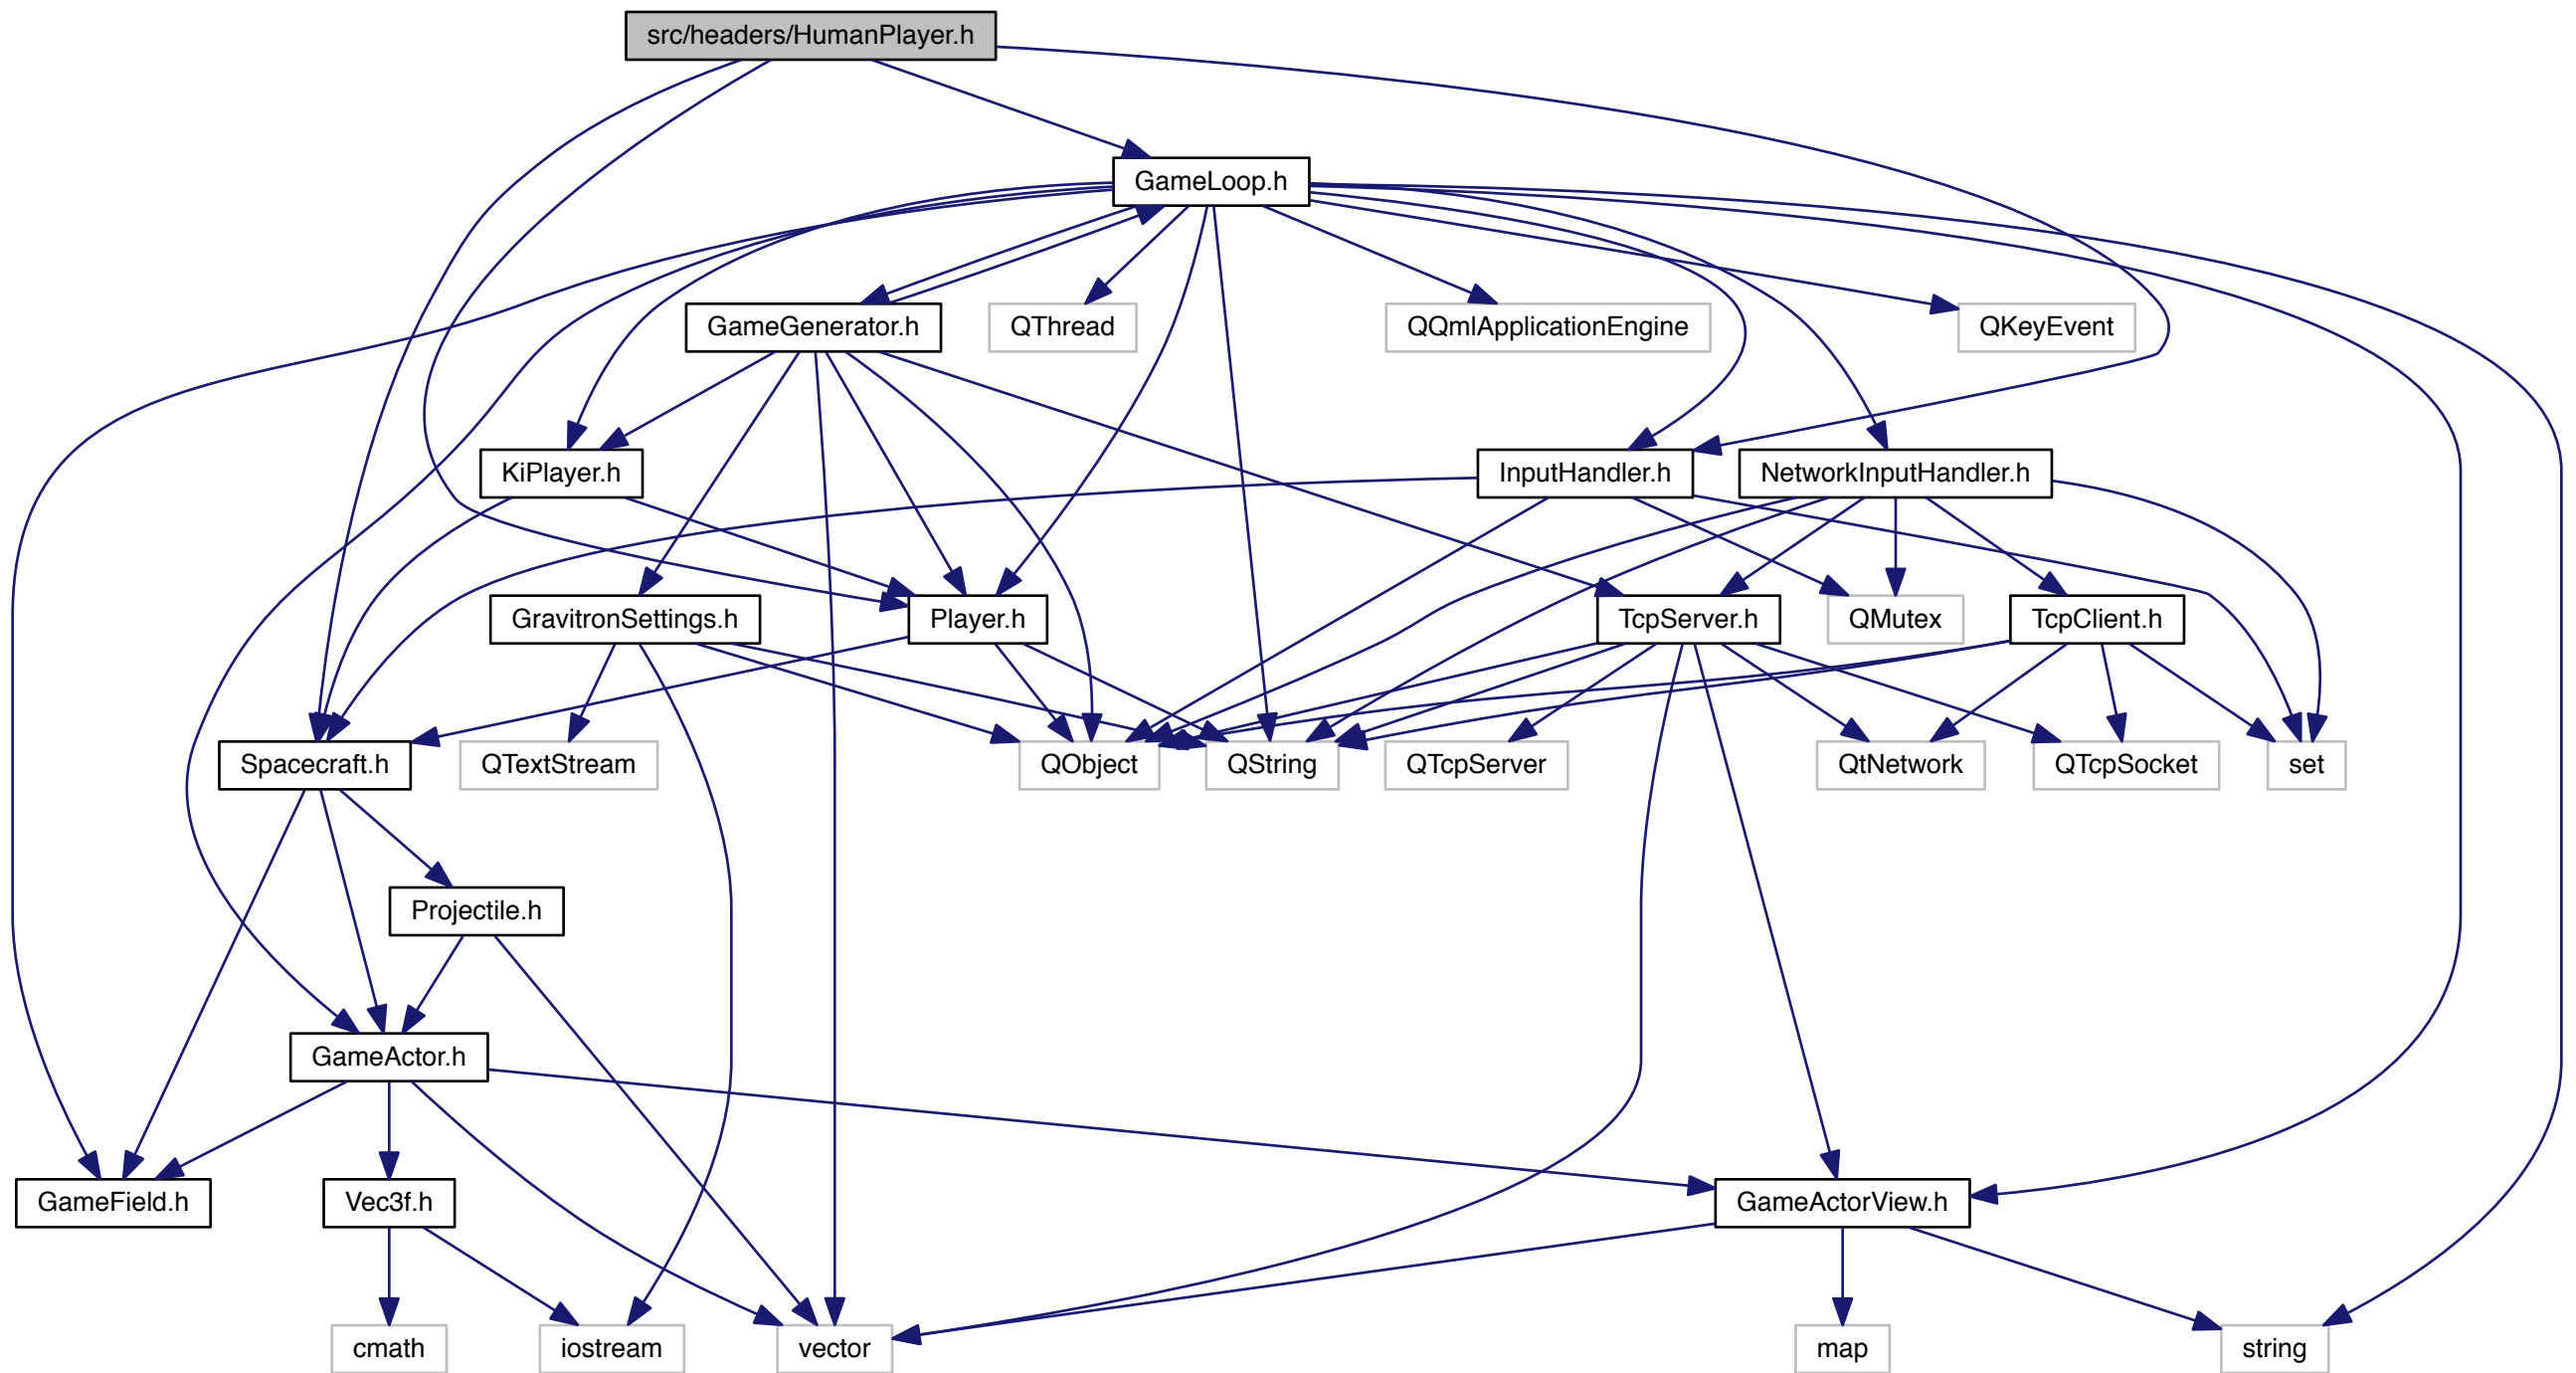 src/headers/HumanPlayer.h
GameLoop.h
GameGenerator.h
QThread
QQmlApplicationEngine
QKeyEvent
KiPlayer.h
InputHandler.h
NetworkInputHandler.h
GravitronSettings.h
Player.h
TcpServer.h
QMutex
TcpClient.h
Spacecraft.h
QTextStream
QObject
QString
QTcpServer
QtNetwork
QTcpSocket
set
Projectile.h
GameActor.h
GameField.h
Vec3f.h
GameActorView.h
cmath
iostream
vector
map
string